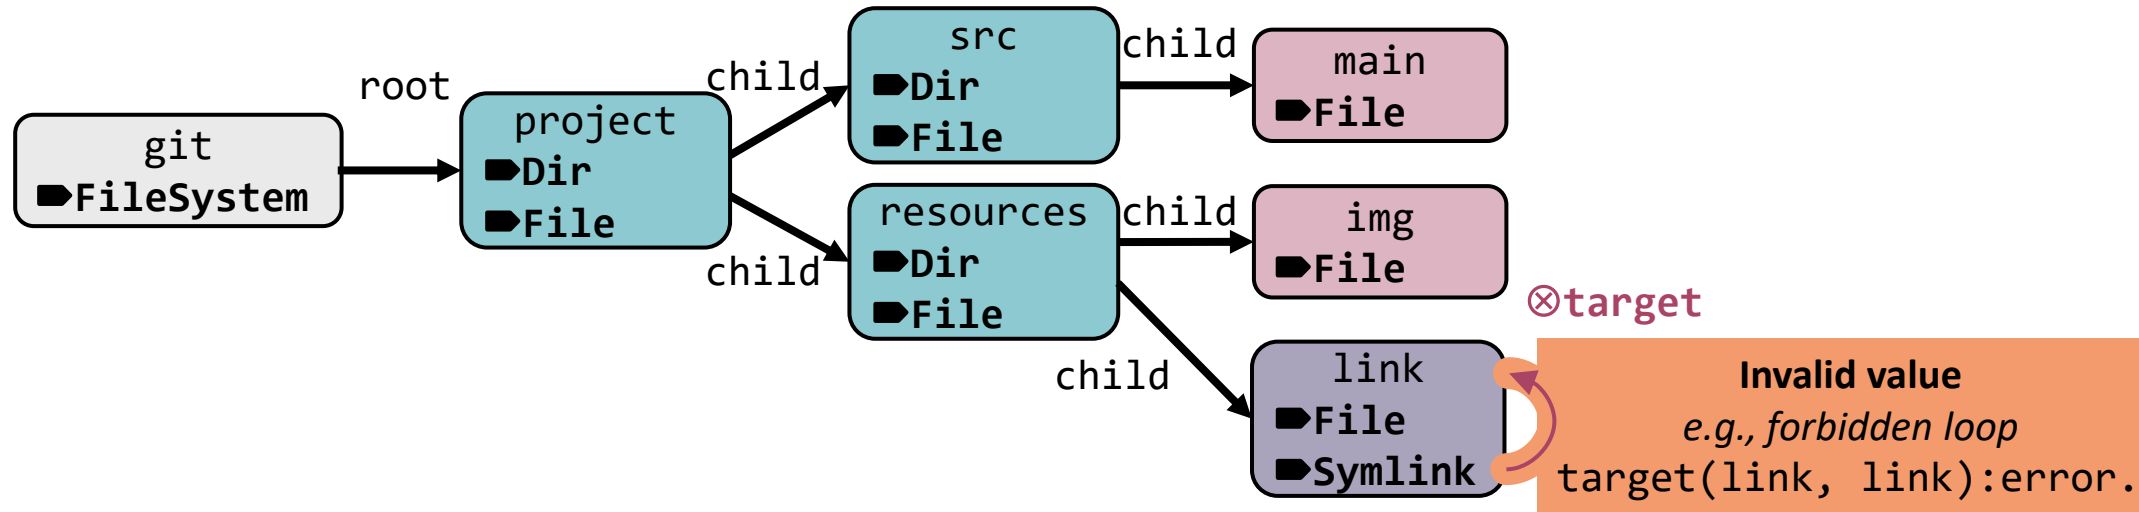 git
FileSystem
root
project
Dir
File
child
child
src
Dir
File
child
main
File
resources
Dir
File
child
img
File
child
link
File
Symlink
⊗target
Invalid value
e.g., forbidden loop
target(link, link):error.